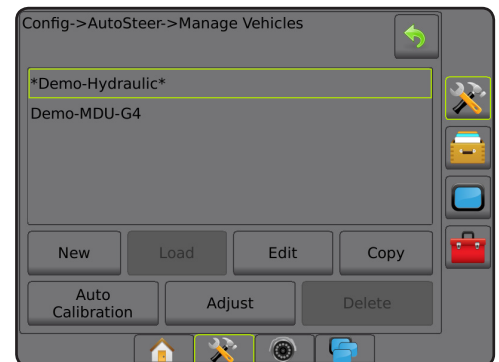 Config->AutoSteer->Manage Vehicles
*Demo-Hydraulic*
Demo-MDU-G4
New Load Edit Copy
Auto
Calibration
Adjust Delete